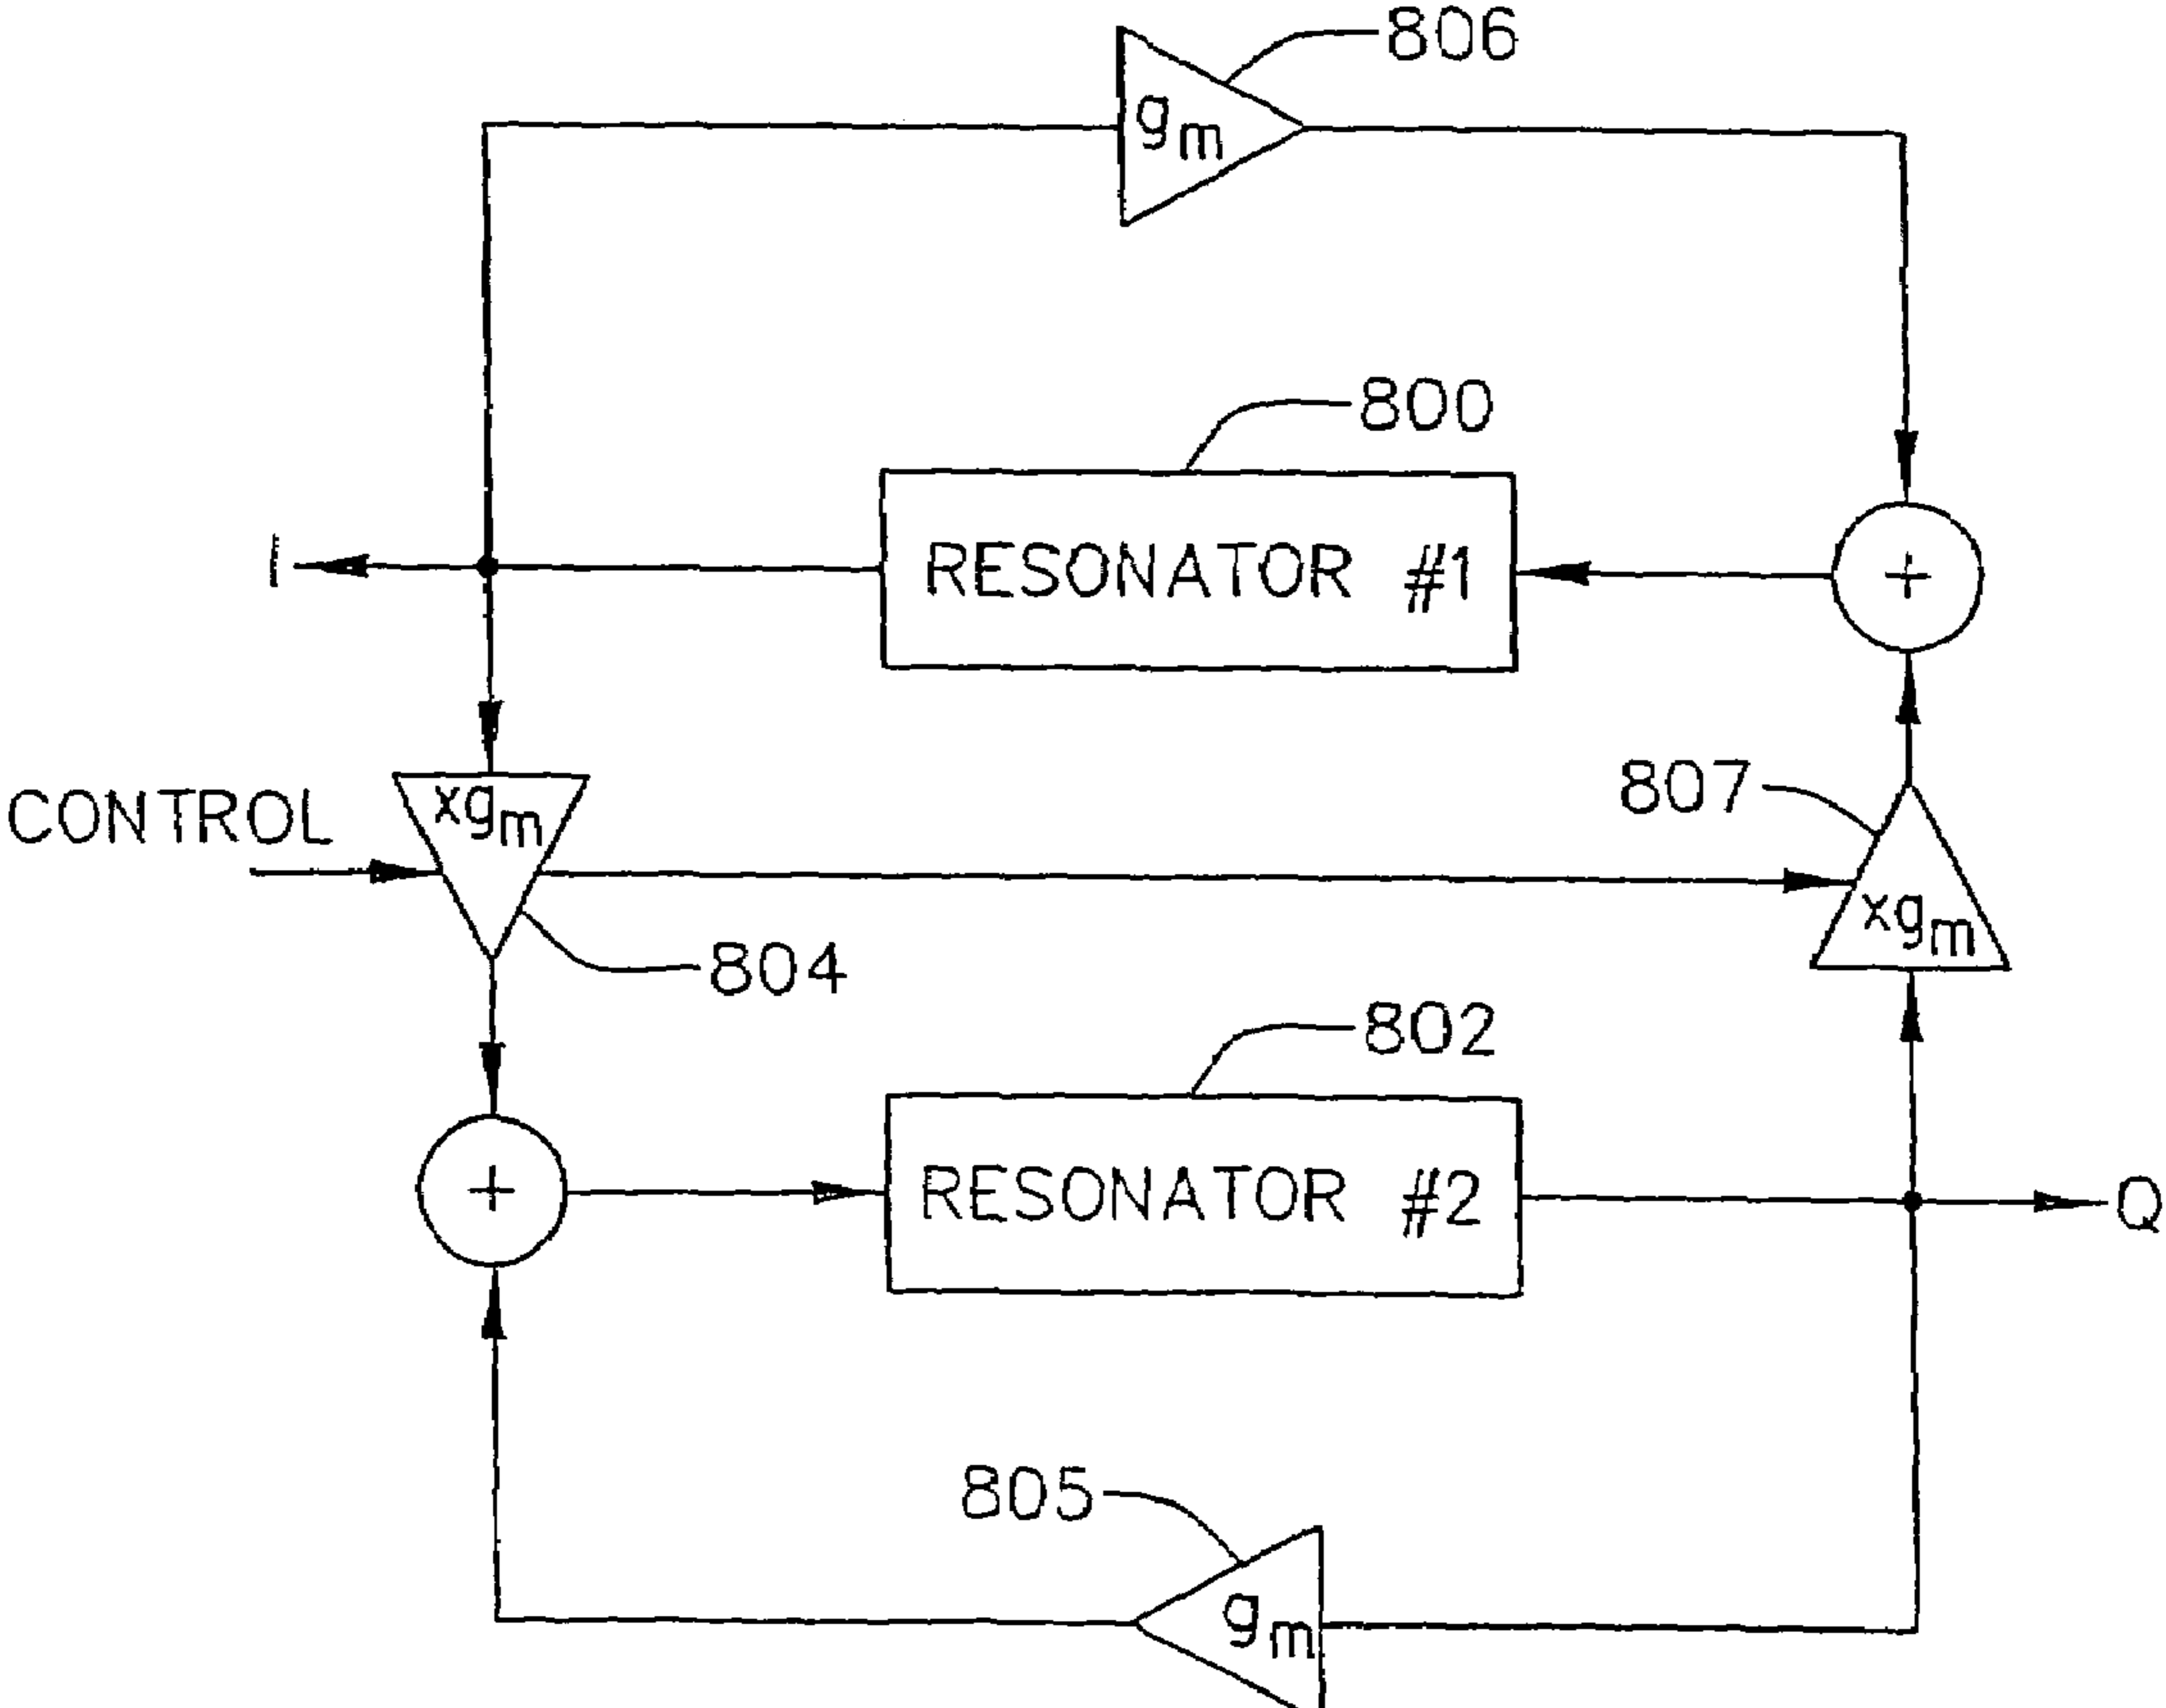 806
gm
800
I
RESONATOR #1
+
CONTROL
xgm
807
xgm
804
802
+
RESONATOR #2
Q
805
gm